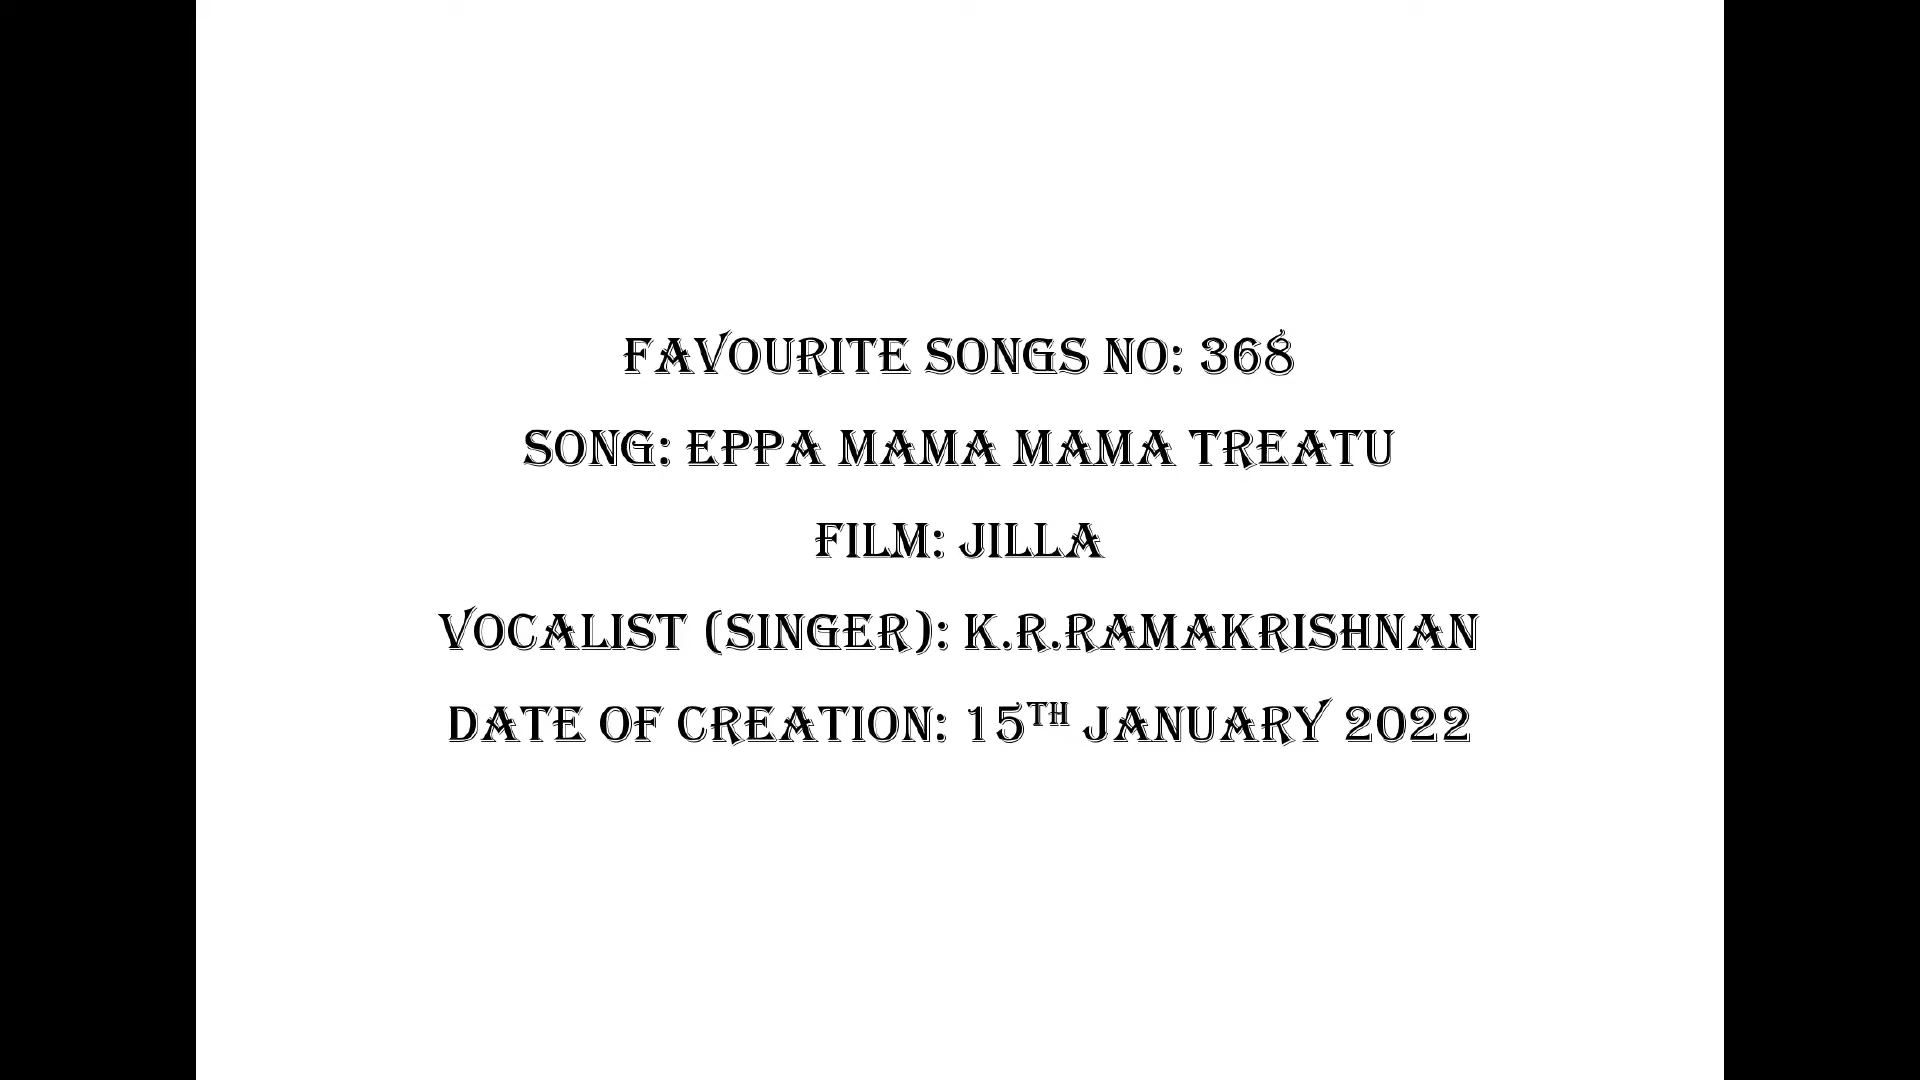 FAVOURITE SONGS NO: 368
SONG: EPPA MAMA MAMA TREATU
FILM: JILLA
VOCALIST (SINGER): K.R.RAMAKRISHNAN
DATE OF CREATION: 15TH JANUARY 2022